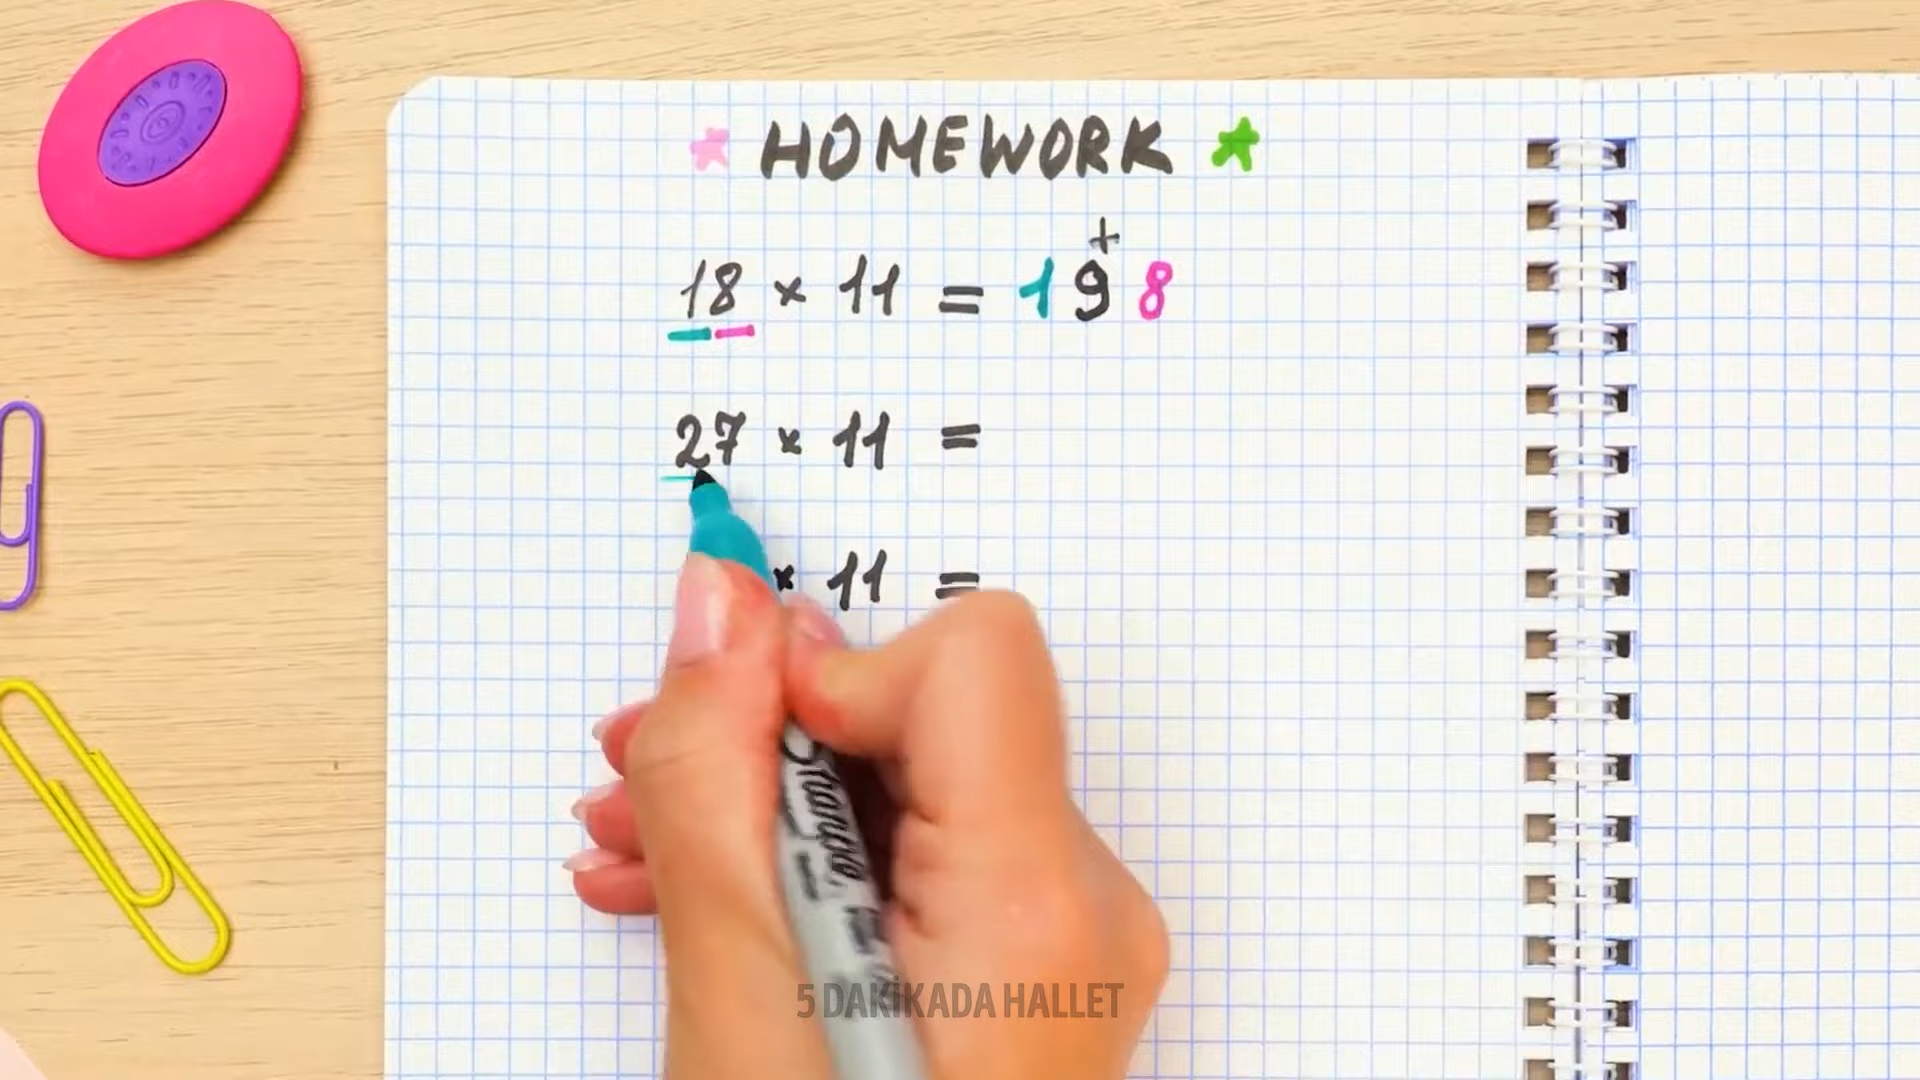 HOMEWORK
+
18 × 11 = 198
27 × 11 =
× 11 =
5 DAKİKADA HALLET